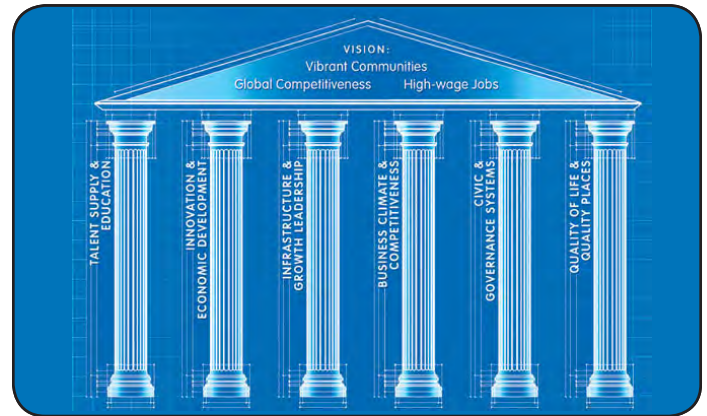 VISION:
Vibrant Communities
Global Competitiveness High-wage Jobs
TALENT SUPPLY &
EDUCATION
INNOVATION &
ECONOMIC DEVELOPMENT
INFRASTRUCTURE &
GROWTH LEADERSHIP
BUSINESS CLIMATE &
COMPETITIVENESS
CIVIC &
GOVERNANCE SYSTEMS
QUALITY OF LIFE &
QUALITY PLACES